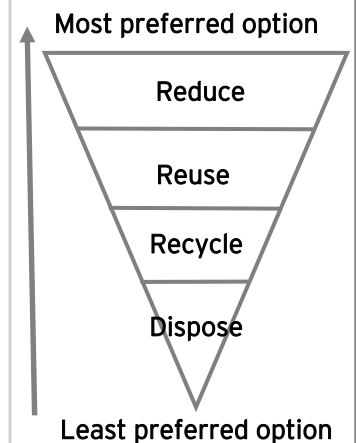 Most preferred option
Reduce
Reuse
Recycle
Dispose
Least preferred option